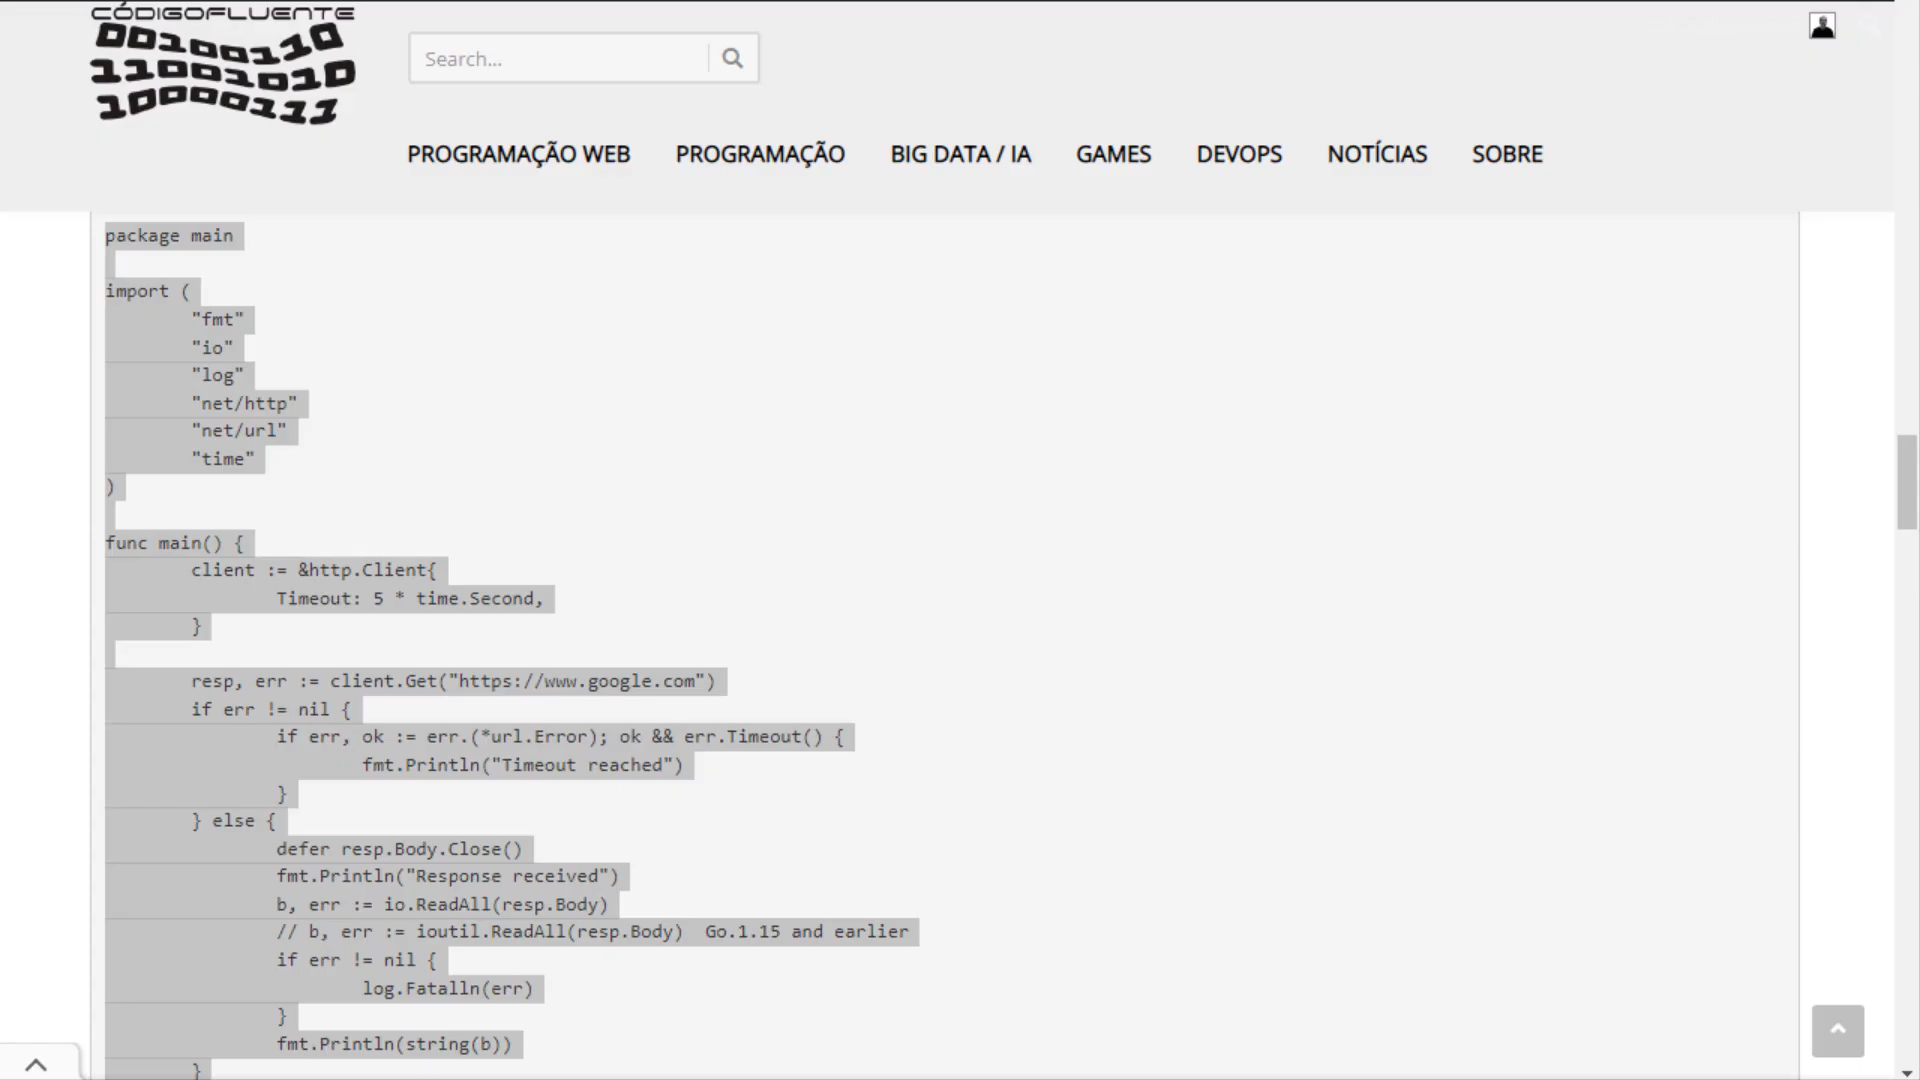 CÓDIGOFLUENTE
00100110
11001010
10000111
Search...
PROGRAMAÇÃO WEB PROGRAMAÇÃO BIG DATA / IA GAMES DEVOPS NOTÍCIAS SOBRE
package main
import (
"fmt"
"io"
"log"
"net/http"
"net/url"
"time"
)
func main() {
client := &http.Client{
Timeout: 5 * time.Second,
}
resp, err := client.Get("https://www.google.com")
if err != nil {
if err, ok := err.(*url.Error); ok && err.Timeout() {
fmt.Println("Timeout reached")
}
} else {
defer resp.Body.Close()
fmt.Println("Response received")
b, err := io.ReadAll(resp.Body)
// b, err := ioutil.ReadAll(resp.Body)  Go.1.15 and earlier
if err != nil {
log.Fatalln(err)
}
fmt.Println(string(b))
}